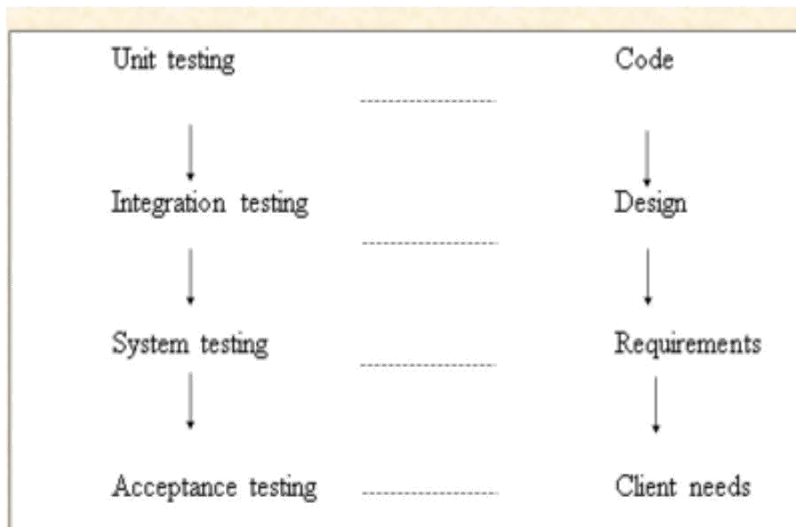 Unit testing
Code
Integration testing
Design
System testing
Requirements
Acceptance testing
Client needs